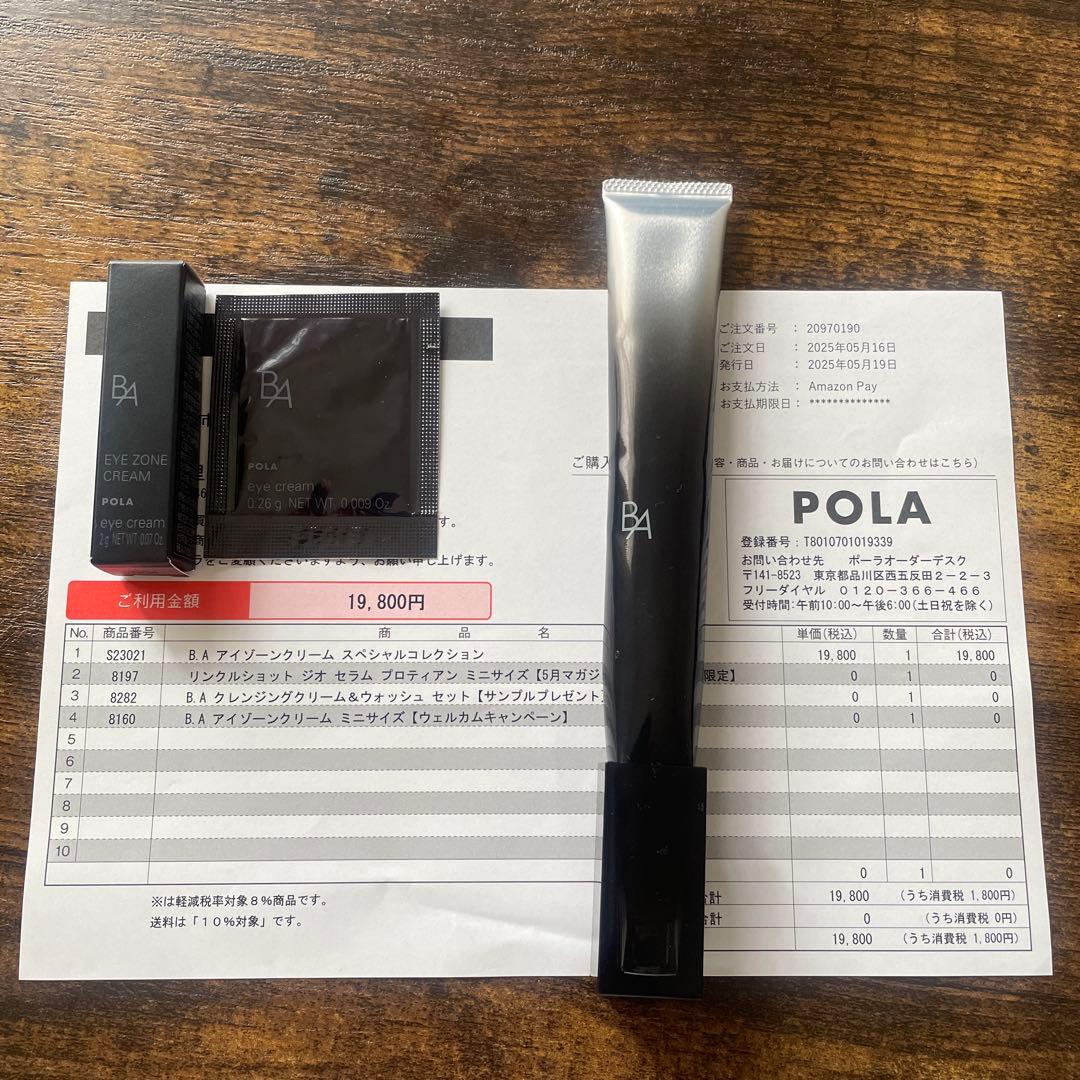 BA
EYE ZONE
CREAM
POLA
eye cream
2g NET WT. 0.07 Oz.
BA
POLA
eye cream
0.26 g NET WT. 0.009 Oz.
BA
ご注文番号 : 20970190
ご注文日 : 2025年05月16日
発行日 : 2025年05月19日
お支払方法 : Amazon Pay
お支払期限日: **************
ご購入
容・商品・お届けについてのお問い合わせはこちら)
POLA
登録番号:T8010701019339
お問い合わせ先 ポーラオーダーデスク
〒141-8523 東京都品川区西五反田2-2-3
フリーダイヤル 0120-366-466
受付時間:午前10:00〜午後6:00(土日祝を除く)
す。
をご愛顧くださいますよう、お願い申し上げます。
ご利用金額 19,800円
No. 商品番号 商品名 単価(税込) 数量 合計(税込)
1 S23021 B.A アイゾーンクリーム スペシャルコレクション 19,800 1 19,800
2 8197 リンクルショット ジオ セラム プロティアン ミニサイズ【5月マガジ 限定】 0 1 0
3 8282 B.A クレンジングクリーム&ウォッシュ セット【サンプルプレゼント】 0 1 0
4 8160 B.A アイゾーンクリーム ミニサイズ【ウェルカムキャンペーン】 0 1 0
5
6
7
8
9
10
0 1 0
※は軽減税率対象8%商品です。
送料は「10%対象」です。
合計 19,800 (うち消費税 1,800円)
合計 0 (うち消費税 0円)
19,800 (うち消費税 1,800円)